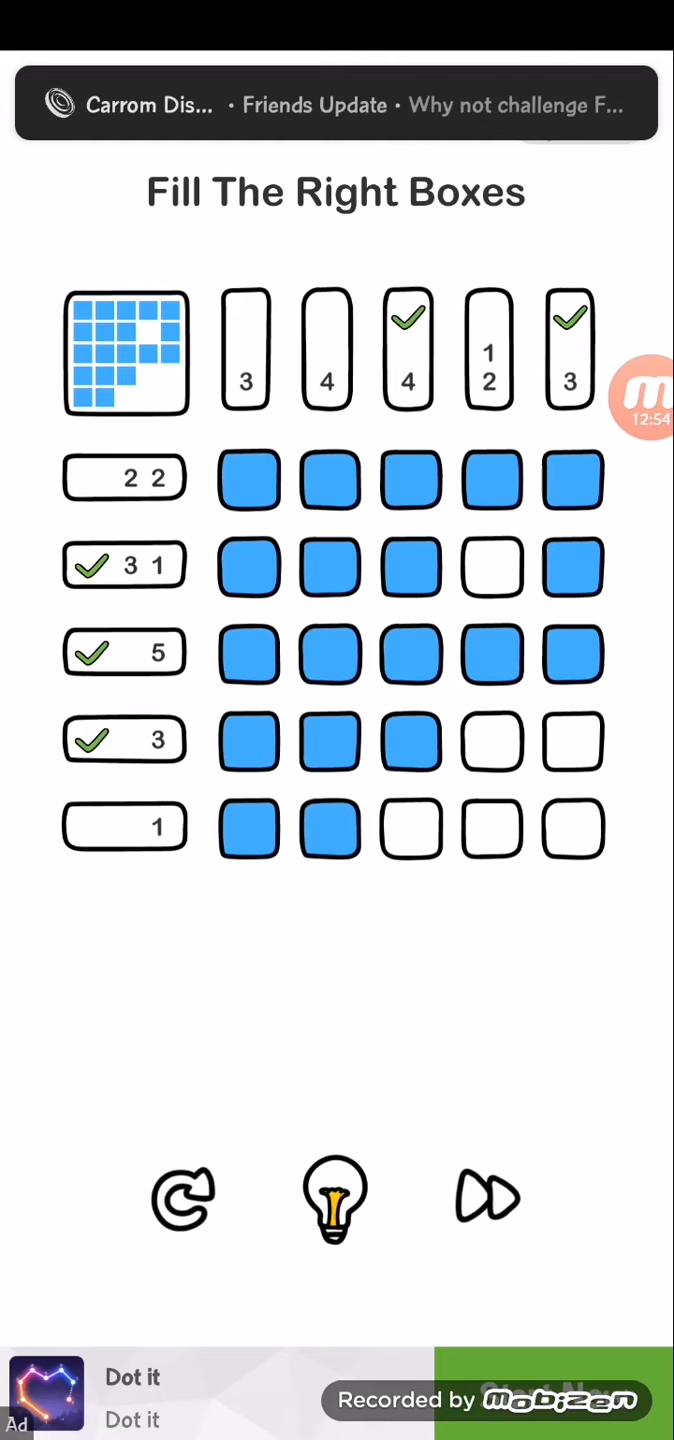 Carrom Dis... • Friends Update • Why not challenge F...
Fill The Right Boxes
3 4 4 1 2 3
12:54
2 2
3 1
5
3
1
Dot it
Dot it
Ad
Recorded by mobizen